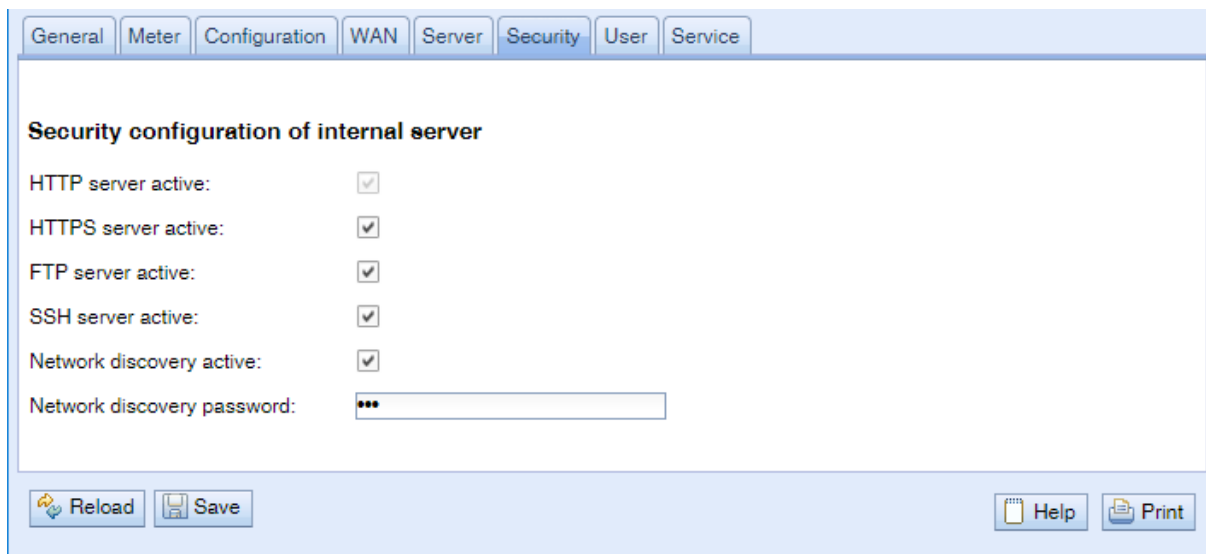 General Meter Configuration WAN Server Security User Service
Security configuration of internal server
HTTP server active:
HTTPS server active:
FTP server active:
SSH server active:
Network discovery active:
Network discovery password: •••
Reload Save Help Print